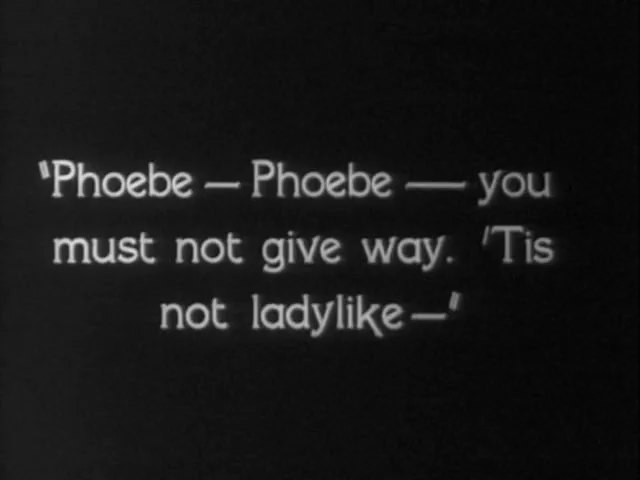 "Phoebe — Phoebe — you
must not give way. 'Tis
not ladylike —"